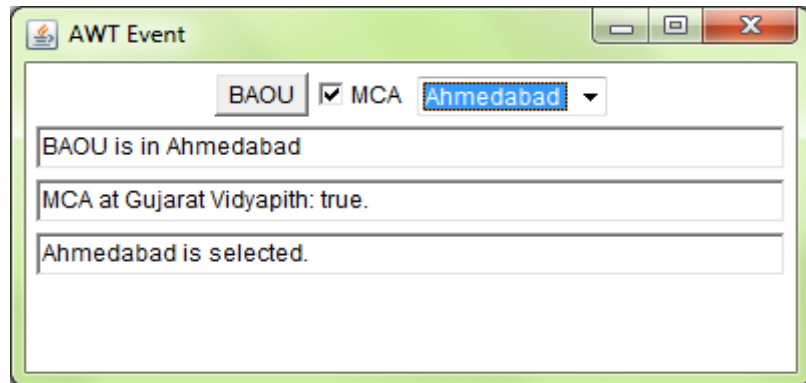 AWT Event
BAOU MCA Ahmedabad
BAOU is in Ahmedabad
MCA at Gujarat Vidyapith: true.
Ahmedabad is selected.